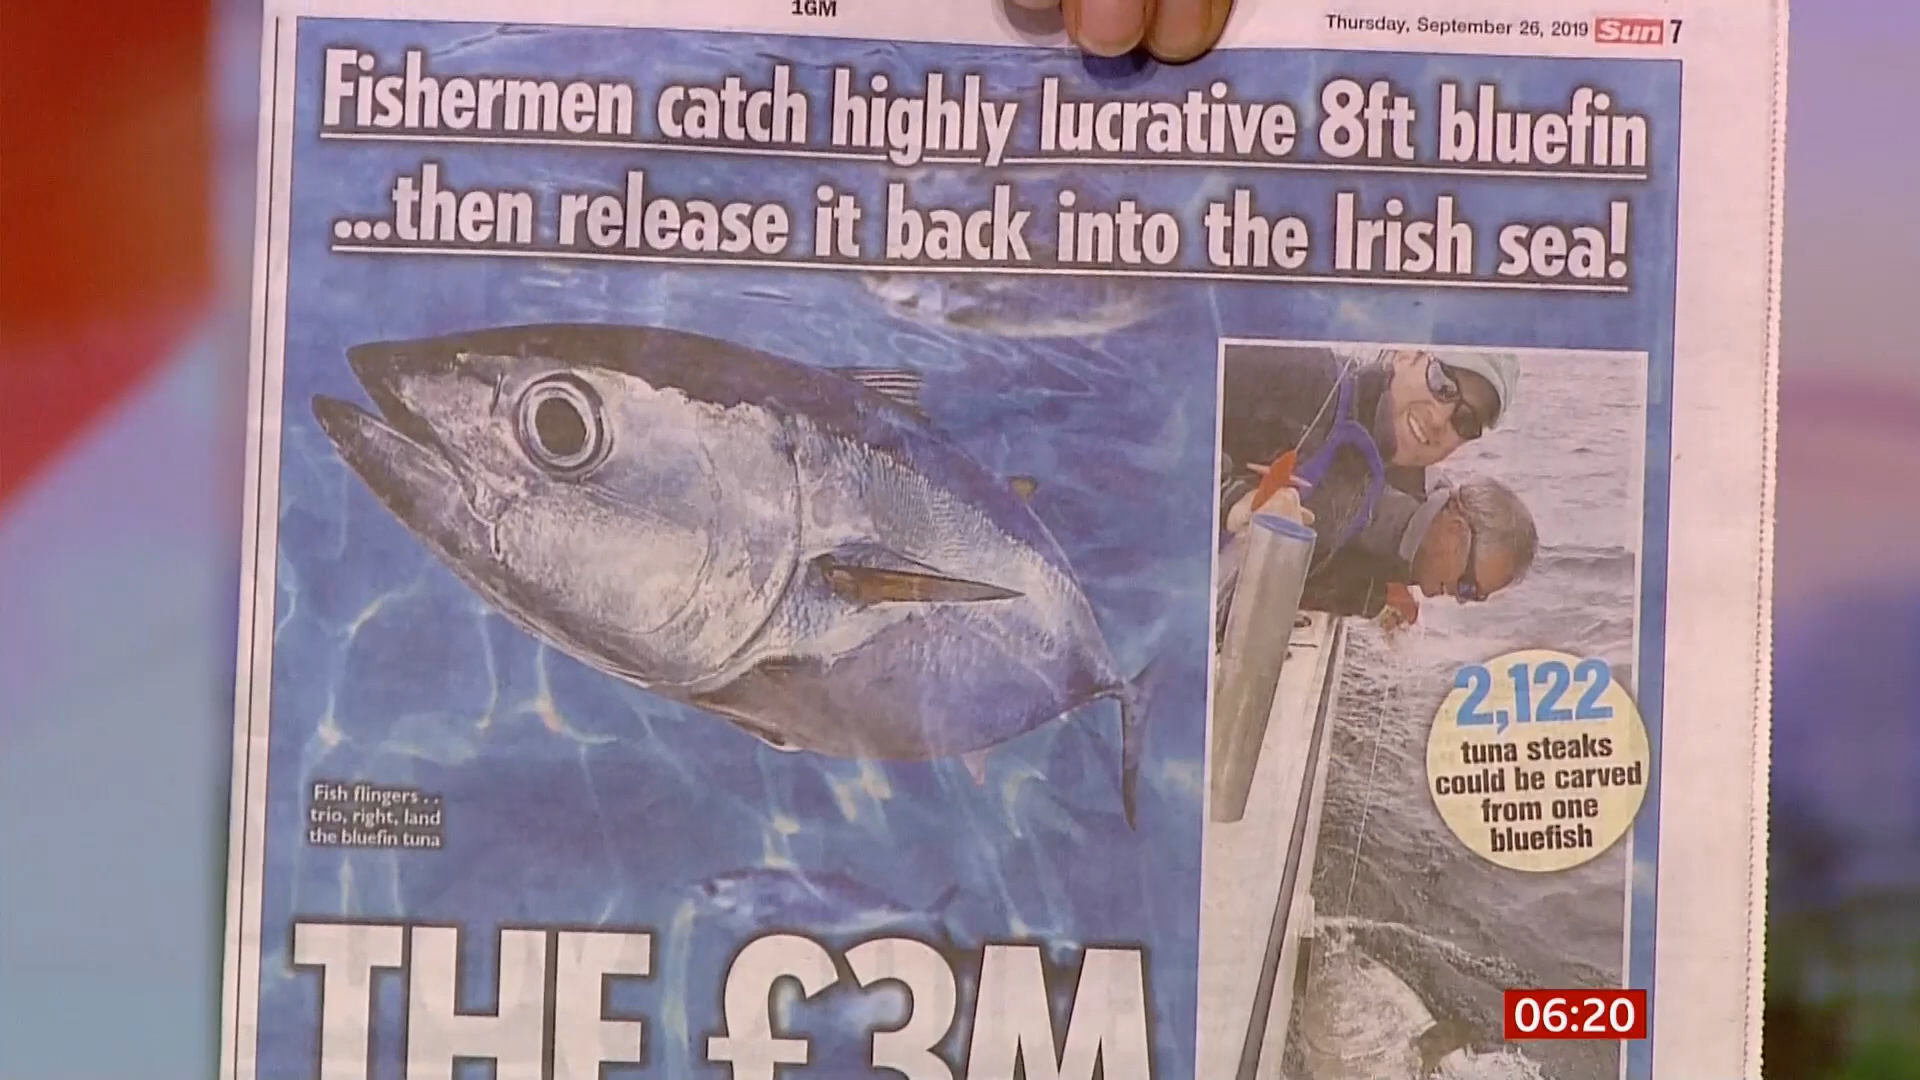 1GM
Thursday, September 26, 2019 Sun 7
Fishermen catch highly lucrative 8ft bluefin
...then release it back into the Irish sea!
Fish flingers . .
trio, right, land
the bluefin tuna
2,122
tuna steaks
could be carved
from one
bluefish
THE £3M
06:20